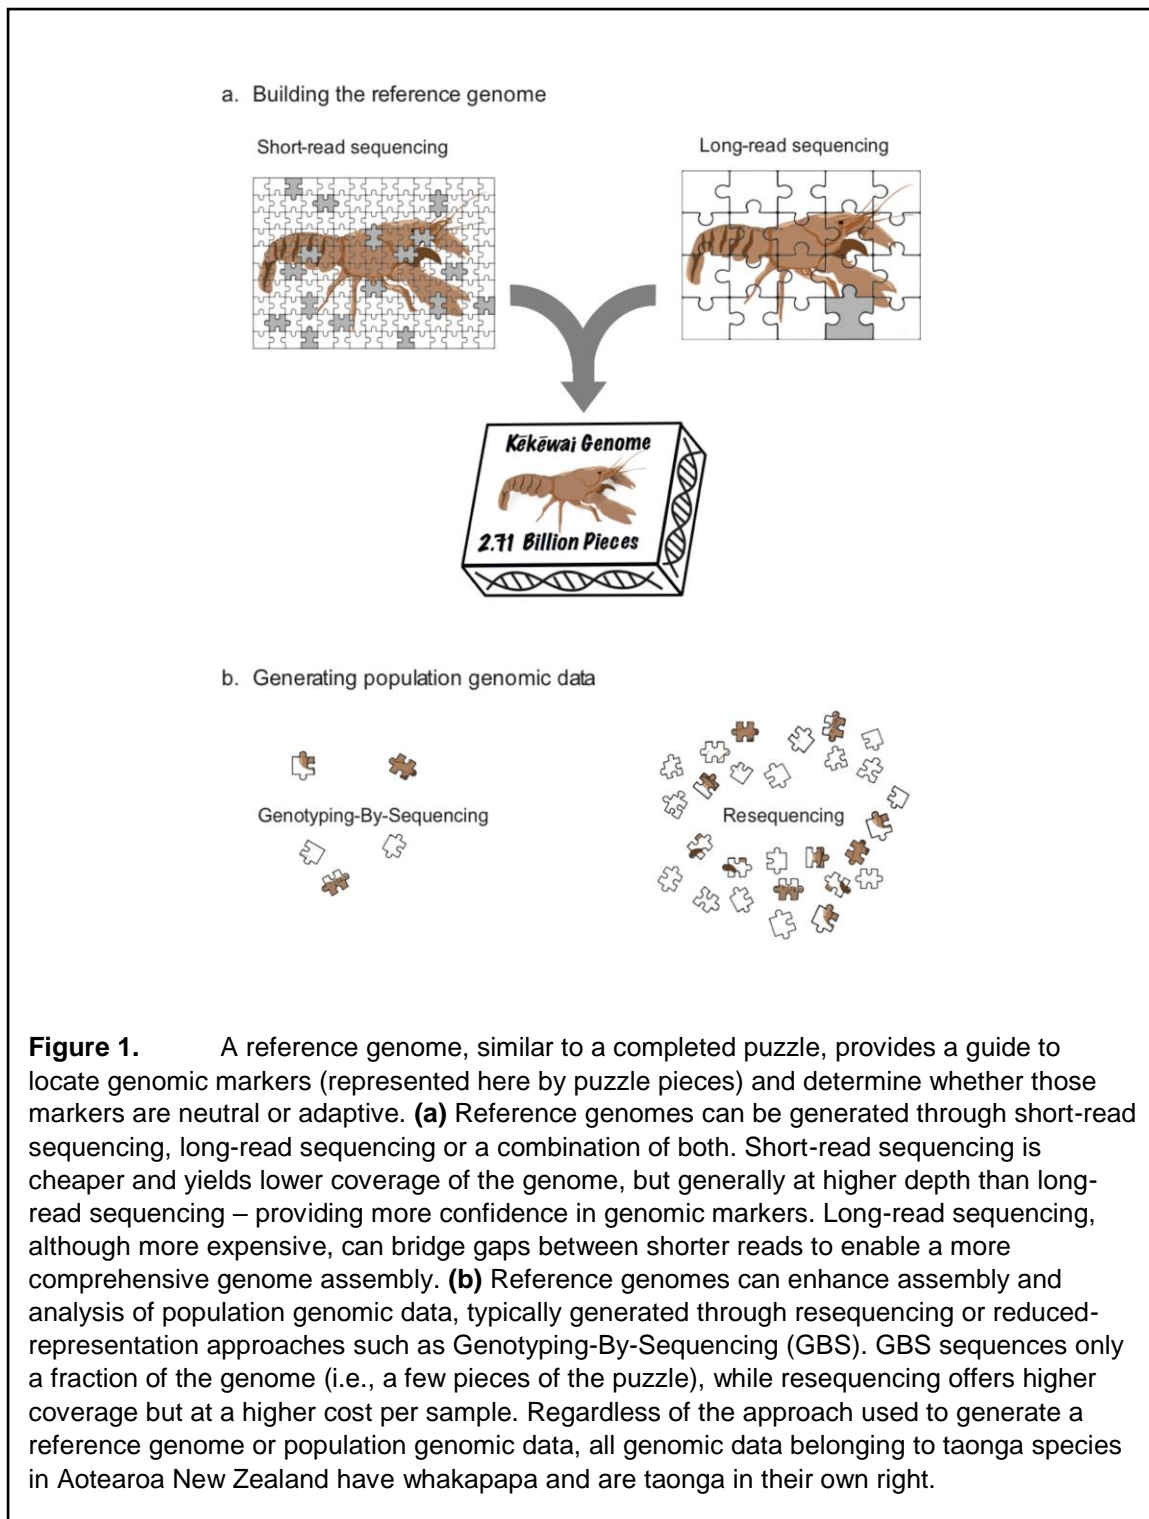 a. Building the reference genome
Short-read sequencing
Long-read sequencing
Kēkēwai Genome
2.71 Billion Pieces
b. Generating population genomic data
Genotyping-By-Sequencing
Resequencing
Figure 1. A reference genome, similar to a completed puzzle, provides a guide to
locate genomic markers (represented here by puzzle pieces) and determine whether those
markers are neutral or adaptive. (a) Reference genomes can be generated through short-read
sequencing, long-read sequencing or a combination of both. Short-read sequencing is
cheaper and yields lower coverage of the genome, but generally at higher depth than long-
read sequencing – providing more confidence in genomic markers. Long-read sequencing,
although more expensive, can bridge gaps between shorter reads to enable a more
comprehensive genome assembly. (b) Reference genomes can enhance assembly and
analysis of population genomic data, typically generated through resequencing or reduced-
representation approaches such as Genotyping-By-Sequencing (GBS). GBS sequences only
a fraction of the genome (i.e., a few pieces of the puzzle), while resequencing offers higher
coverage but at a higher cost per sample. Regardless of the approach used to generate a
reference genome or population genomic data, all genomic data belonging to taonga species
in Aotearoa New Zealand have whakapapa and are taonga in their own right.